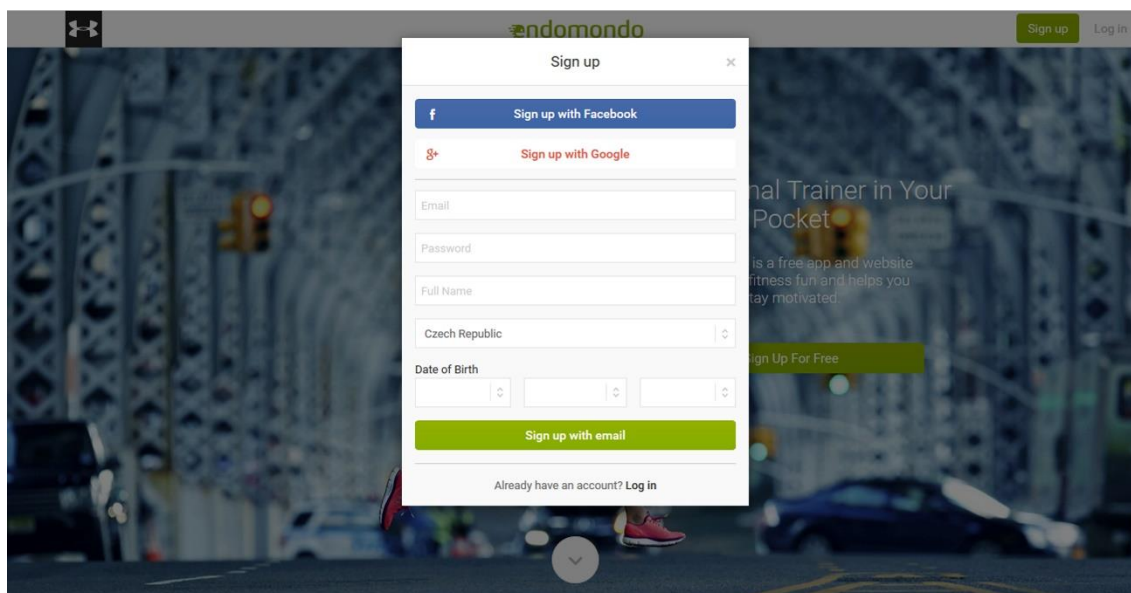 endomondo
Sign up
Log in
Sign up
×
f
Sign up with Facebook
8+
Sign up with Google
Email
Password
Full Name
Czech Republic
Date of Birth
Sign up with email
Already have an account? Log in
nal Trainer in Your
Pocket
is a free app and website
fitness fun and helps you
tay motivated.
ign Up For Free